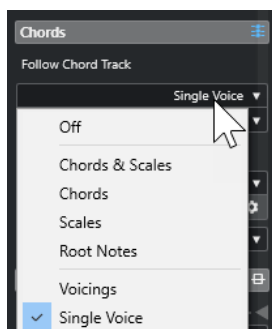 Chords
Follow Chord Track
Single Voice
Off
Chords & Scales
Chords
Scales
Root Notes
Voicings
Single Voice